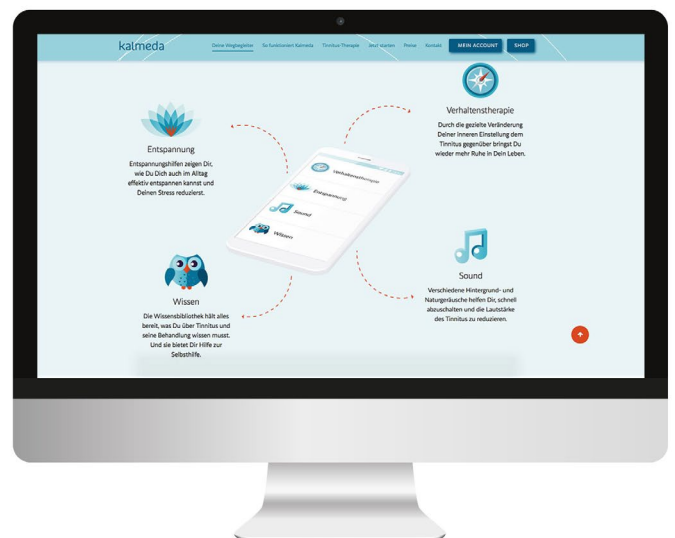 kalmeda
Deine Wegbegleiter So funktioniert Kalmeda Tinnitus-Therapie Jetzt starten Preise Kontakt MEIN ACCOUNT SHOP
Entspannung
Entspannungshilfen zeigen Dir,
wie Du Dich auch im Alltag
effektiv entspannen kannst und
Deinen Stress reduzierst.
Verhaltenstherapie
Durch die gezielte Veränderung
Deiner inneren Einstellung dem
Tinnitus gegenüber bringst Du
wieder mehr Ruhe in Dein Leben.
Verhaltenstherapie
Entspannung
Sound
Wissen
Wissen
Die Wissensbibliothek hält alles
bereit, was Du über Tinnitus und
seine Behandlung wissen musst.
Und sie bietet Dir Hilfe zur
Selbsthilfe.
Sound
Verschiedene Hintergrund- und
Naturgeräusche helfen Dir, schnell
abzuschalten und die Lautstärke
des Tinnitus zu reduzieren.